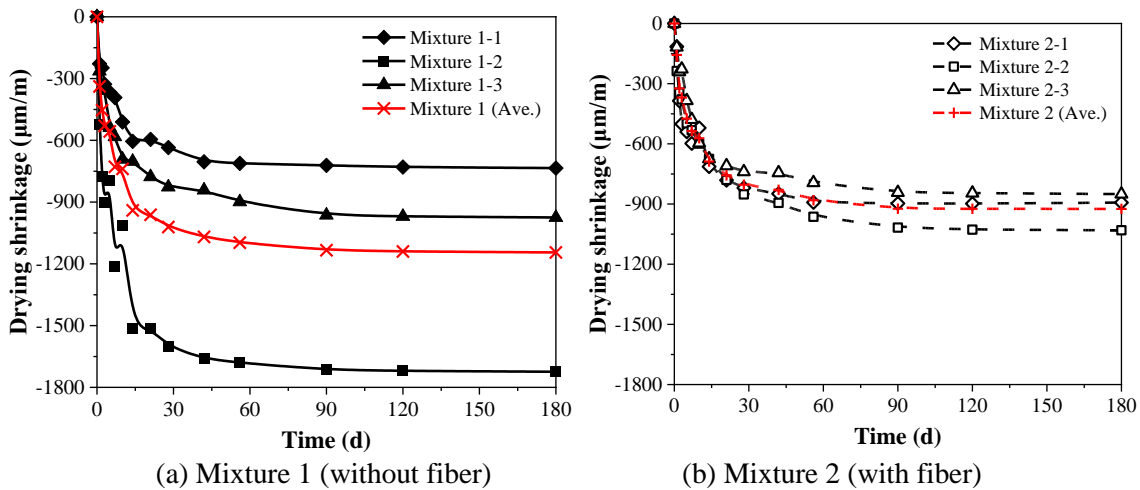 0
-300
-600
-900
-1200
-1500
-1800
Drying shrinkage (μm/m)
Mixture 1-1
Mixture 1-2
Mixture 1-3
Mixture 1 (Ave.)
0 30 60 90 120 150 180
Time (d)
(a) Mixture 1 (without fiber)
0
-300
-600
-900
-1200
-1500
-1800
Drying shrinkage (μm/m)
Mixture 2-1
Mixture 2-2
Mixture 2-3
Mixture 2 (Ave.)
0 30 60 90 120 150 180
Time (d)
(b) Mixture 2 (with fiber)